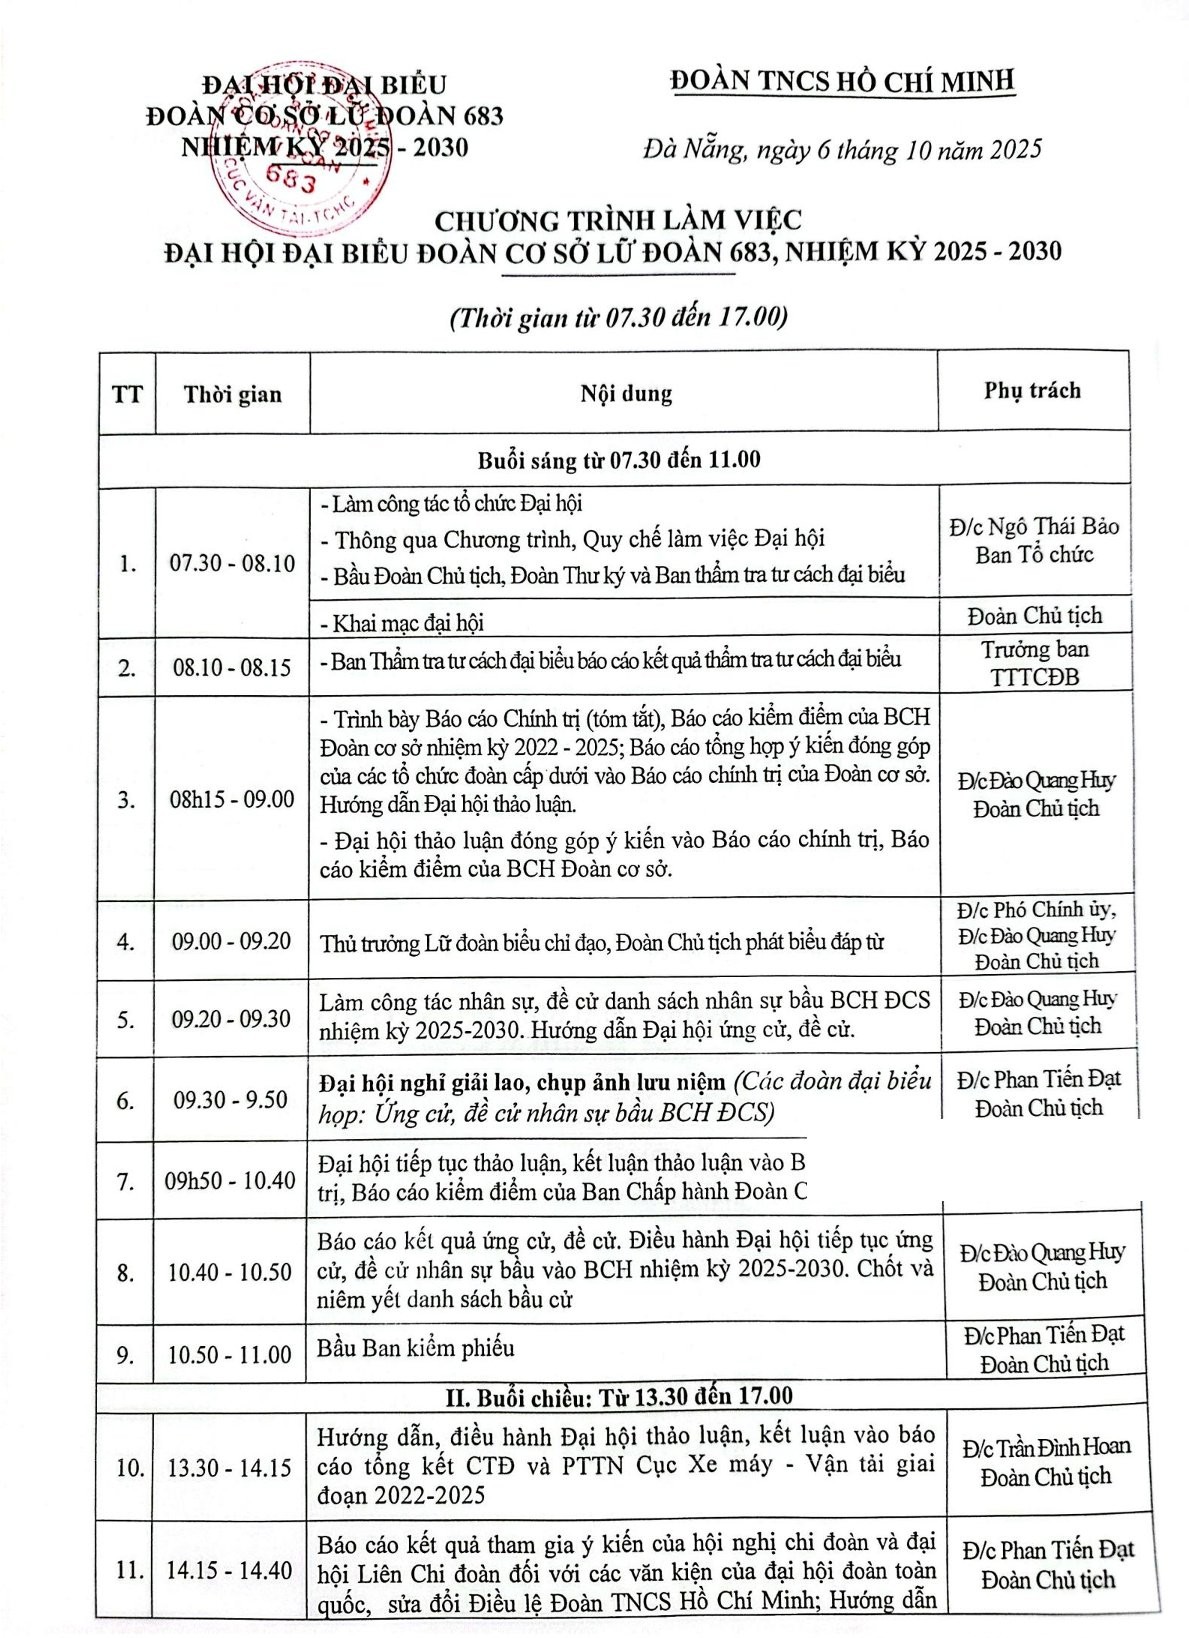 ĐẠI HỘI ĐẠI BIỂU
ĐOÀN CƠ SỞ LỮ ĐOÀN 683
NHIỆM KỲ 2025 - 2030
ĐOÀN TNCS HỒ CHÍ MINH
Đà Nẵng, ngày 6 tháng 10 năm 2025
683
CỤC VẬN TẢI-TCHC
CHƯƠNG TRÌNH LÀM VIỆC
ĐẠI HỘI ĐẠI BIỂU ĐOÀN CƠ SỞ LỮ ĐOÀN 683, NHIỆM KỲ 2025 - 2030
(Thời gian từ 07.30 đến 17.00)
TT Thời gian Nội dung Phụ trách
Buổi sáng từ 07.30 đến 11.00
1. 07.30 - 08.10
- Làm công tác tổ chức Đại hội
- Thông qua Chương trình, Quy chế làm việc Đại hội
- Bầu Đoàn Chủ tịch, Đoàn Thư ký và Ban thẩm tra tư cách đại biểu
Đ/c Ngô Thái Bảo
Ban Tổ chức
- Khai mạc đại hội
Đoàn Chủ tịch
2. 08.10 - 08.15
- Ban Thẩm tra tư cách đại biểu báo cáo kết quả thẩm tra tư cách đại biểu
Trưởng ban
TTTCĐB
3. 08h15 - 09.00
- Trình bày Báo cáo Chính trị (tóm tắt), Báo cáo kiểm điểm của BCH
Đoàn cơ sở nhiệm kỳ 2022 - 2025; Báo cáo tổng hợp ý kiến đóng góp
của các tổ chức đoàn cấp dưới vào Báo cáo chính trị của Đoàn cơ sở.
Hướng dẫn Đại hội thảo luận.
- Đại hội thảo luận đóng góp ý kiến vào Báo cáo chính trị, Báo
cáo kiểm điểm của BCH Đoàn cơ sở.
Đ/c Đào Quang Huy
Đoàn Chủ tịch
4. 09.00 - 09.20
Thủ trưởng Lữ đoàn biểu chỉ đạo, Đoàn Chủ tịch phát biểu đáp từ
Đ/c Phó Chính ủy,
Đ/c Đào Quang Huy
Đoàn Chủ tịch
5. 09.20 - 09.30
Làm công tác nhân sự, đề cử danh sách nhân sự bầu BCH ĐCS
nhiệm kỳ 2025-2030. Hướng dẫn Đại hội ứng cử, đề cử.
Đ/c Đào Quang Huy
Đoàn Chủ tịch
6. 09.30 - 9.50
Đại hội nghỉ giải lao, chụp ảnh lưu niệm (Các đoàn đại biểu
họp: Ứng cử, đề cử nhân sự bầu BCH ĐCS)
Đ/c Phan Tiến Đạt
Đoàn Chủ tịch
7. 09h50 - 10.40
Đại hội tiếp tục thảo luận, kết luận thảo luận vào B
trị, Báo cáo kiểm điểm của Ban Chấp hành Đoàn C
8. 10.40 - 10.50
Báo cáo kết quả ứng cử, đề cử. Điều hành Đại hội tiếp tục ứng
cử, đề cử nhân sự bầu vào BCH nhiệm kỳ 2025-2030. Chốt và
niêm yết danh sách bầu cử
Đ/c Đào Quang Huy
Đoàn Chủ tịch
9. 10.50 - 11.00
Bầu Ban kiểm phiếu
Đ/c Phan Tiến Đạt
Đoàn Chủ tịch
II. Buổi chiều: Từ 13.30 đến 17.00
10. 13.30 - 14.15
Hướng dẫn, điều hành Đại hội thảo luận, kết luận vào báo
cáo tổng kết CTĐ và PTTN Cục Xe máy - Vận tải giai
đoạn 2022-2025
Đ/c Trần Đình Hoan
Đoàn Chủ tịch
11. 14.15 - 14.40
Báo cáo kết quả tham gia ý kiến của hội nghị chi đoàn và đại
hội Liên Chi đoàn đối với các văn kiện của đại hội đoàn toàn
quốc, sửa đổi Điều lệ Đoàn TNCS Hồ Chí Minh; Hướng dẫn
Đ/c Phan Tiến Đạt
Đoàn Chủ tịch